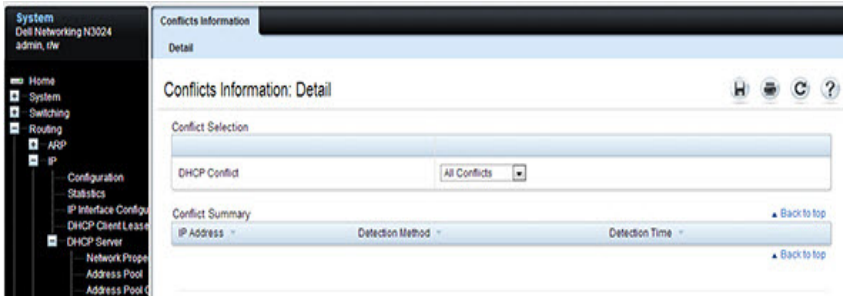 System
Dell Networking N3024
admin, r/w
Conflicts Information
Detail
Home
System
Switching
Routing
ARP
IP
Configuration
Statistics
IP Interface Configu
DHCP Client Lease
DHCP Server
Network Prope
Address Pool
Address Pool
Conflicts Information: Detail
?
Conflict Selection
DHCP Conflict
All Conflicts
Conflict Summary
Back to top
IP Address
Detection Method
Detection Time
Back to top